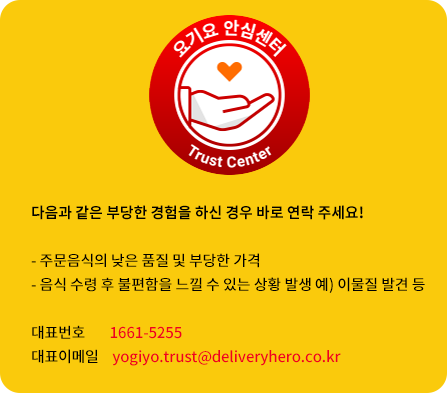 요기요 안심센터
Trust Center
다음과 같은 부당한 경험을 하신 경우 바로 연락 주세요!
- 주문음식의 낮은 품질 및 부당한 가격
- 음식 수령 후 불편함을 느낄 수 있는 상황 발생 예) 이물질 발견 등
대표번호 1661-5255
대표이메일 yogiyo.trust@deliveryhero.co.kr